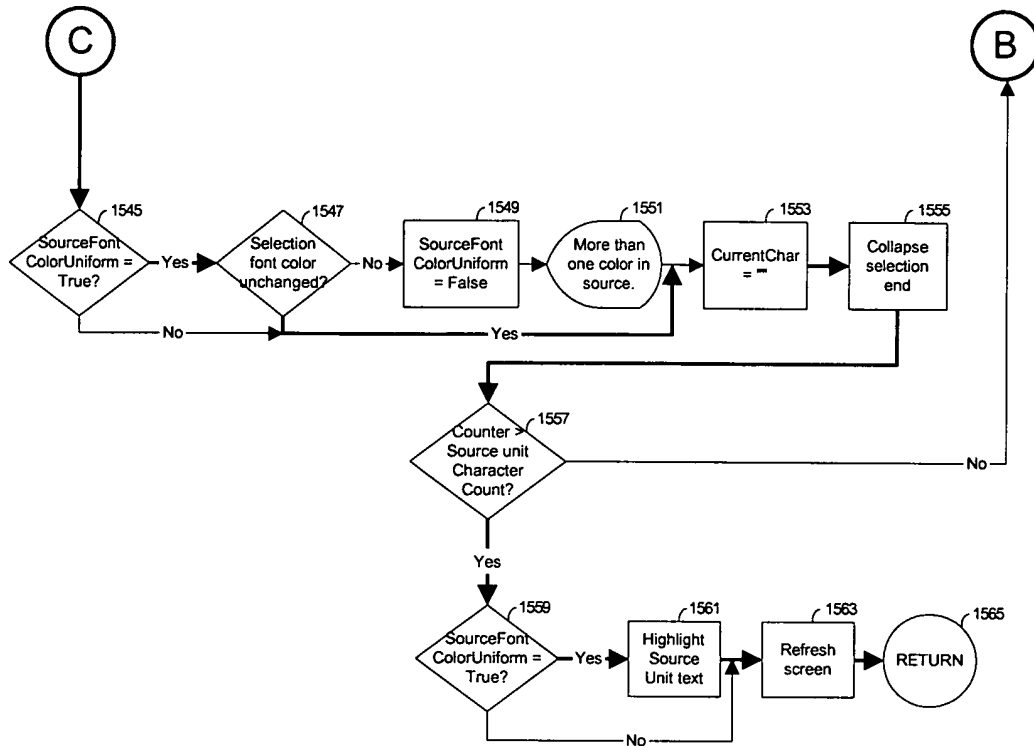 C
B
1545
SourceFont
ColorUniform =
True?
Yes
1547
Selection
font color
unchanged?
No
1549
SourceFont
ColorUniform
= False
1551
More than
one color in
source.
1553
CurrentChar
= ""
1555
Collapse
selection
end
No
Yes
1557
Counter >
Source unit
Character
Count?
No
Yes
1559
SourceFont
ColorUniform =
True?
Yes
1561
Highlight
Source
Unit text
1563
Refresh
screen
1565
RETURN
No